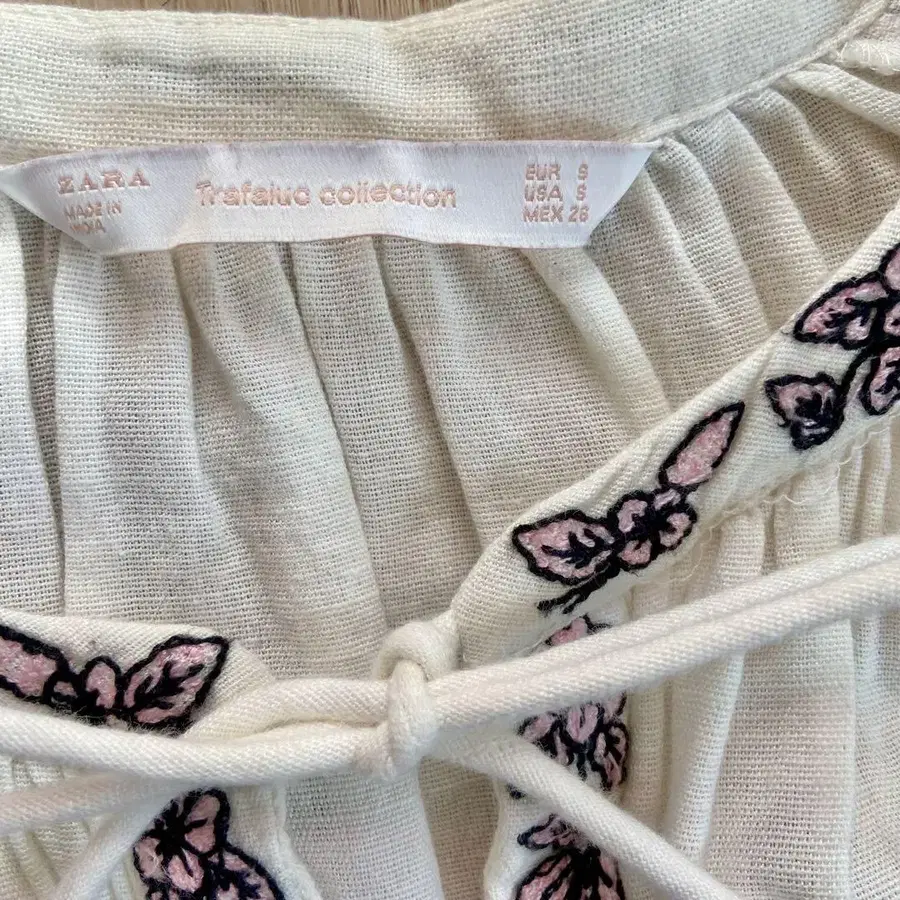 ZARA
MADE IN
INDIA
Trafaluc collection
EUR S
USA S
MEX 26